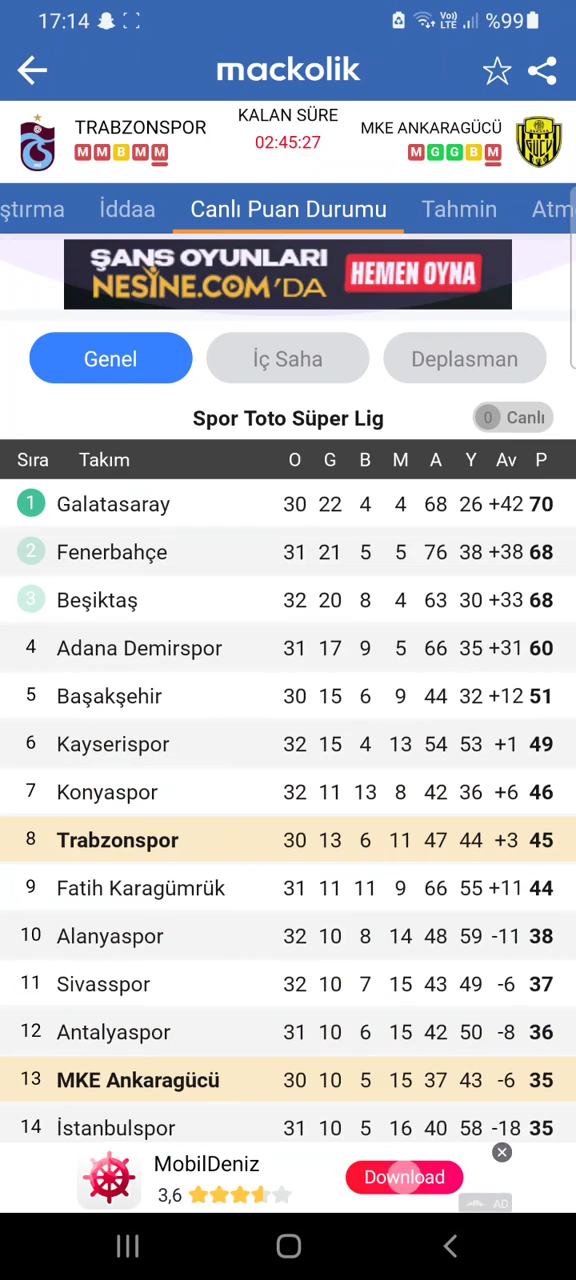 17:14 Vo)) LTE %99
mackolik
TRABZONSPOR KALAN SÜRE MKE ANKARAGÜCÜ
M M B M M 02:45:27 M G G B M
ştırma İddaa Canlı Puan Durumu Tahmin Atm
ŞANS OYUNLARI
NESİNE.COM'DA HEMEN OYNA
Genel İç Saha Deplasman
Spor Toto Süper Lig 0 Canlı
Sıra Takım O G B M A Y Av P
1 Galatasaray 30 22 4 4 68 26 +42 70
2 Fenerbahçe 31 21 5 5 76 38 +38 68
3 Beşiktaş 32 20 8 4 63 30 +33 68
4 Adana Demirspor 31 17 9 5 66 35 +31 60
5 Başakşehir 30 15 6 9 44 32 +12 51
6 Kayserispor 32 15 4 13 54 53 +1 49
7 Konyaspor 32 11 13 8 42 36 +6 46
8 Trabzonspor 30 13 6 11 47 44 +3 45
9 Fatih Karagümrük 31 11 11 9 66 55 +11 44
10 Alanyaspor 32 10 8 14 48 59 -11 38
11 Sivasspor 32 10 7 15 43 49 -6 37
12 Antalyaspor 31 10 6 15 42 50 -8 36
13 MKE Ankaragücü 30 10 5 15 37 43 -6 35
14 İstanbulspor 31 10 5 16 40 58 -18 35
MobilDeniz
3,6 Download
AD